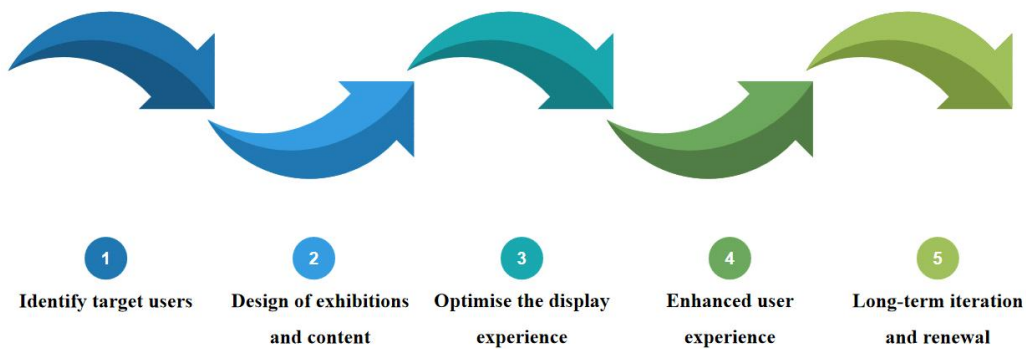 1
Identify target users
2
Design of exhibitions
and content
3
Optimise the display
experience
4
Enhanced user
experience
5
Long-term iteration
and renewal